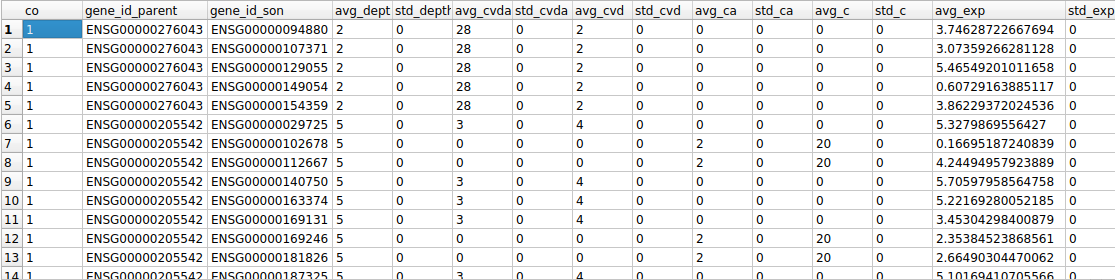 co gene_id_parent gene_id_son avg_dept std_depth avg_cvda std_cvda avg_cvd std_cvd avg_ca std_ca avg_c std_c avg_exp std_exp
1 1 ENSG00000276043 ENSG00000094880 2 0 28 0 2 0 0 0 0 0 3.74628722667694 0
2 1 ENSG00000276043 ENSG00000107371 2 0 28 0 2 0 0 0 0 0 3.07359266281128 0
3 1 ENSG00000276043 ENSG00000129055 2 0 28 0 2 0 0 0 0 0 5.46549201011658 0
4 1 ENSG00000276043 ENSG00000149054 2 0 28 0 2 0 0 0 0 0 0.60729163885117 0
5 1 ENSG00000276043 ENSG00000154359 2 0 28 0 2 0 0 0 0 0 3.86229372024536 0
6 1 ENSG00000205542 ENSG00000029725 5 0 3 0 4 0 0 0 0 0 5.3279869556427 0
7 1 ENSG00000205542 ENSG00000102678 5 0 0 0 0 0 2 0 20 0 0.16695187240839 0
8 1 ENSG00000205542 ENSG00000112667 5 0 0 0 0 0 2 0 20 0 4.24494957923889 0
9 1 ENSG00000205542 ENSG00000140750 5 0 3 0 4 0 0 0 0 0 5.70597958564758 0
10 1 ENSG00000205542 ENSG00000163374 5 0 3 0 4 0 0 0 0 0 5.22169280052185 0
11 1 ENSG00000205542 ENSG00000169131 5 0 3 0 4 0 0 0 0 0 3.45304298400879 0
12 1 ENSG00000205542 ENSG00000169246 5 0 0 0 0 0 2 0 20 0 2.35384523868561 0
13 1 ENSG00000205542 ENSG00000181826 5 0 0 0 0 0 2 0 20 0 2.66490304470062 0
14 1 ENSG00000205542 ENSG00000187325 5 0 3 0 4 0 0 0 0 0 5.10169410705566 0